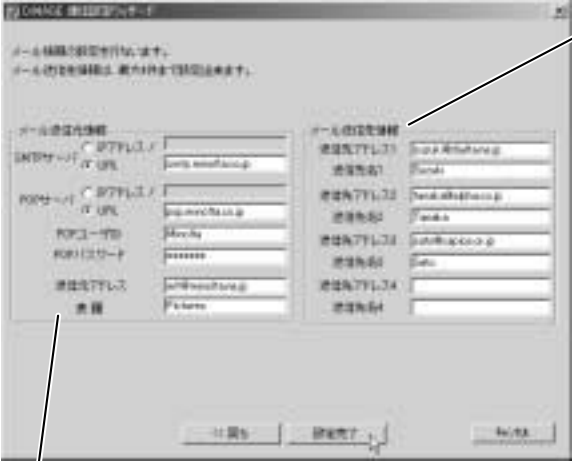 メール情報の設定を行ないます。
メール送信先情報は、最大4件まで設定出来ます。
メール送信元情報
SMTPサーバ
IPアドレス /
URL
POPサーバ
IPアドレス /
URL
POPユーザID
Minolta
POPパスワード
*******
送信元アドレス
表題
Pictures
メール送信先情報
送信先アドレス1
送信先名1
Suzuki
送信先アドレス2
送信先名2
Tanaka
送信先アドレス3
送信先名3
Sato
送信先アドレス4
送信先名4
<< 戻る
設定完了
キャンセル